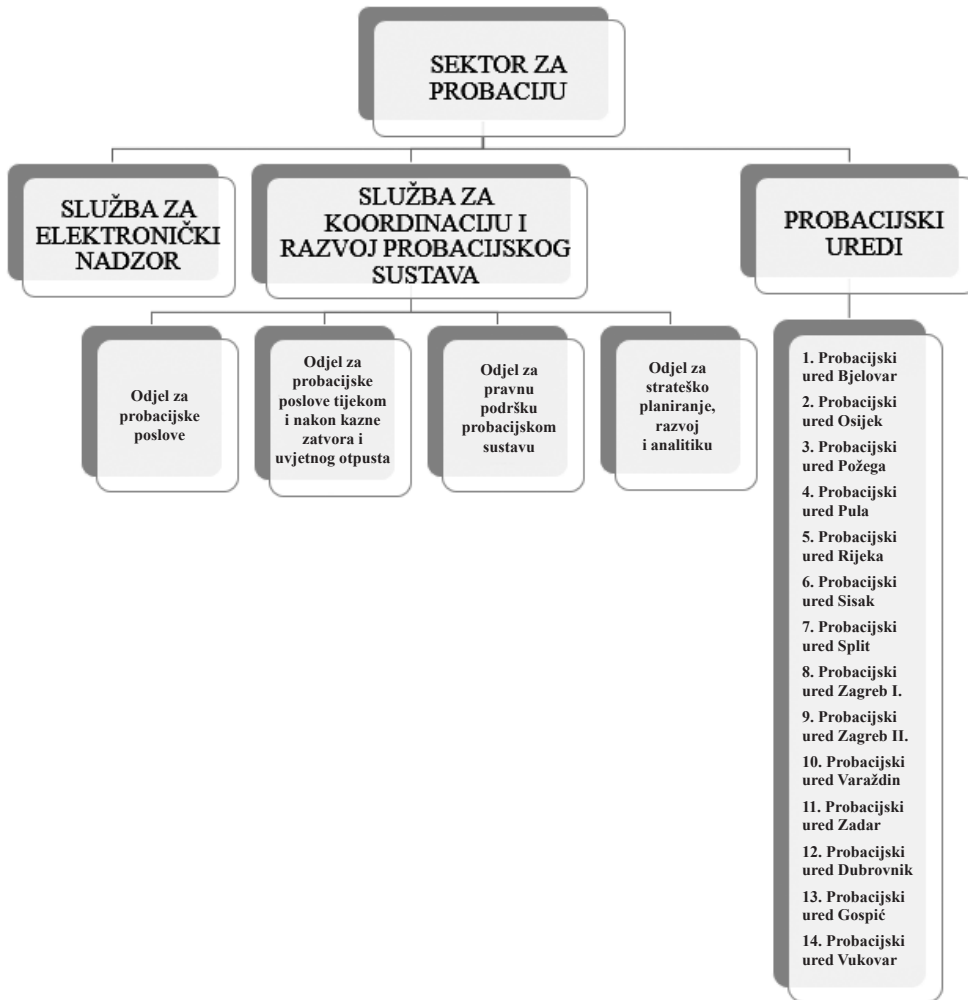 SEKTOR ZA
PROBACIJU
SLUŽBA ZA
ELEKTRONIČKI
NADZOR
SLUŽBA ZA
KOORDINACIJU I
RAZVOJ PROBACIJSKOG
SUSTAVA
PROBACIJSKI
UREDI
Odjel za
probacijske
poslove
Odjel za
probacijske
poslove tijekom
i nakon kazne
zatvora i
uvjetnog otpusta
Odjel za
pravnu
podršku
probacijskom
sustavu
Odjel za
strateško
planiranje,
razvoj
i analitiku
1. Probacijski
ured Bjelovar
2. Probacijski
ured Osijek
3. Probacijski
ured Požega
4. Probacijski
ured Pula
5. Probacijski
ured Rijeka
6. Probacijski
ured Sisak
7. Probacijski
ured Split
8. Probacijski
ured Zagreb I.
9. Probacijski
ured Zagreb II.
10. Probacijski
ured Varaždin
11. Probacijski
ured Zadar
12. Probacijski
ured Dubrovnik
13. Probacijski
ured Gospić
14. Probacijski
ured Vukovar